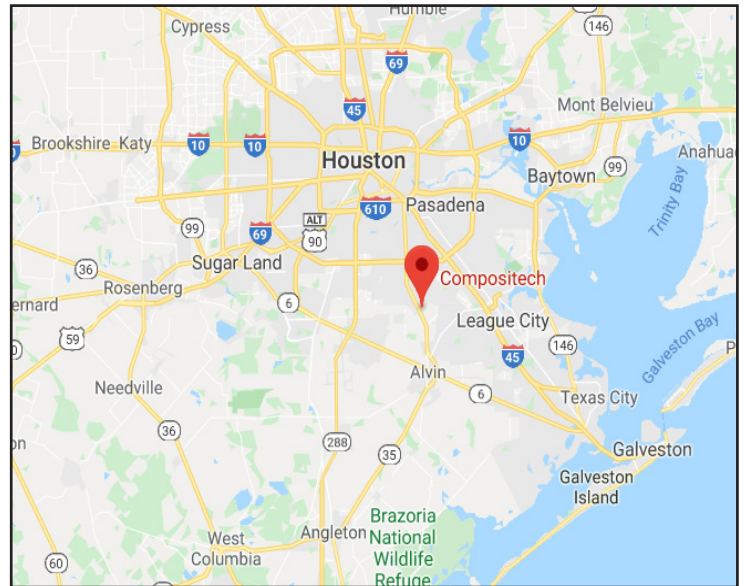 Humble
Cypress
146
69
45
Mont Belvieu
Brookshire
Katy
10
10
10
Houston
Anahuac
99
Baytown
610
Pasadena
Trinity Bay
ALT
90
99
69
Sugar Land
36
Compositech
Rosenberg
6
ernard
59
League City
146
45
Galveston Bay
Alvin
Needville
6
Texas City
36
288
35
Galveston
Galveston
Island
Brazoria
National
Wildlife
Refuge
Angleton
West
Columbia
60